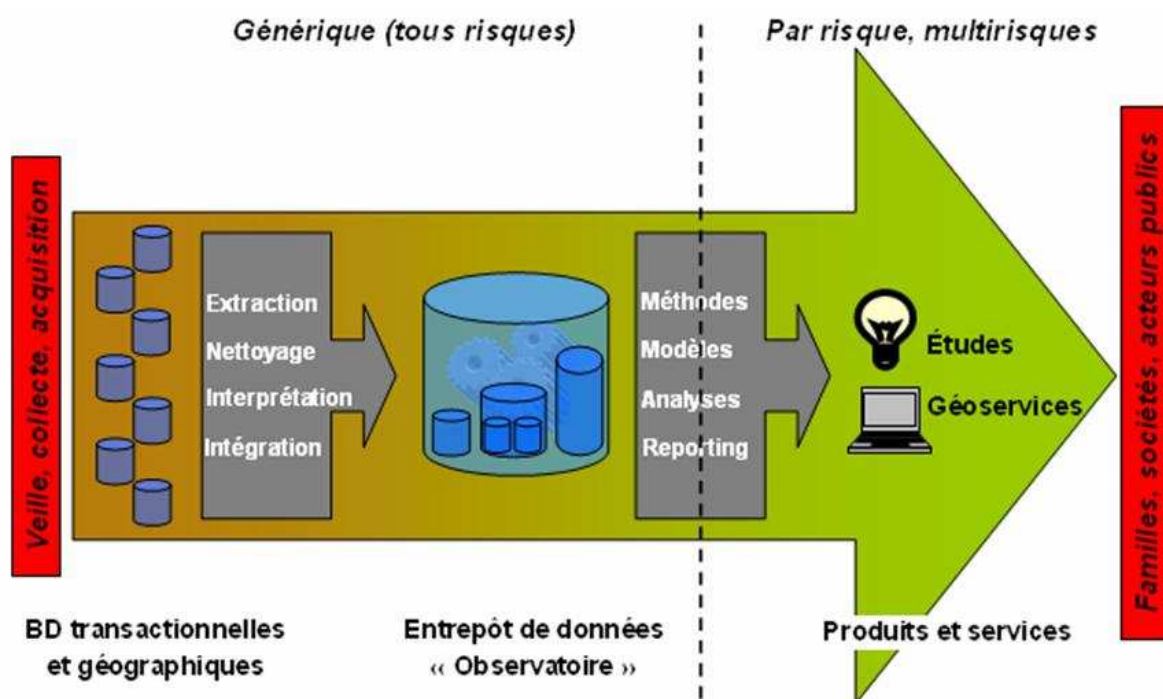 Générique (tous risques)
Par risque, multirisques
Veille, collecte, acquisition
Extraction
Nettoyage
Interprétation
Intégration
Méthodes
Modèles
Analyses
Reporting
Études
Géoservices
Familles, sociétés, acteurs publics
BD transactionnelles
et géographiques
Entrepôt de données
‹‹ Observatoire ››
Produits et services